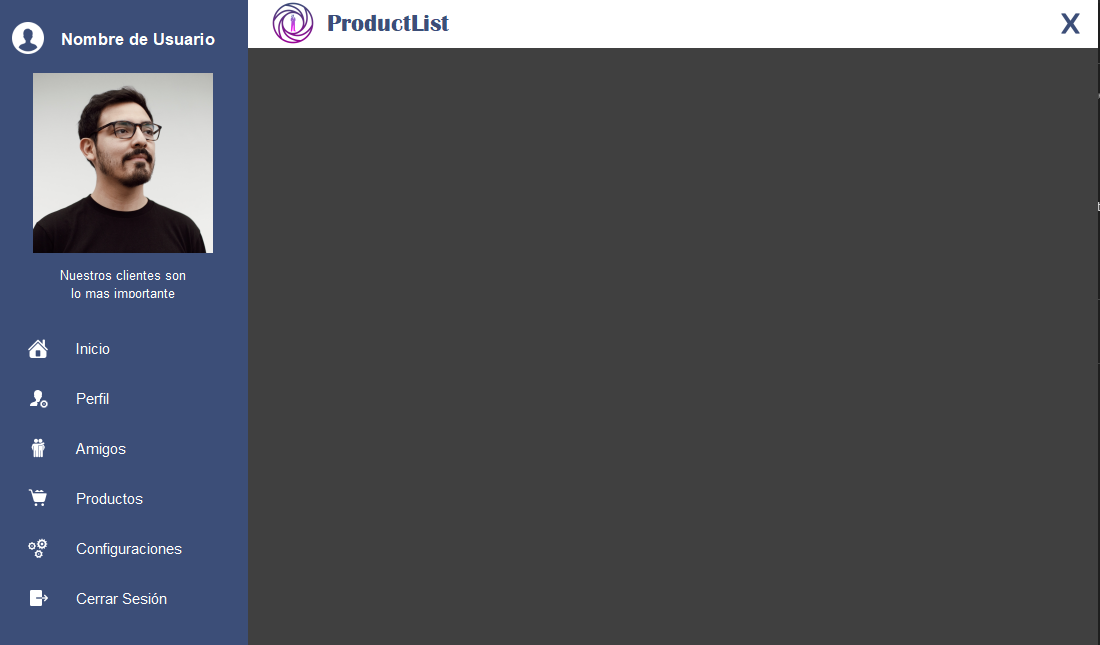 Nombre de Usuario
ProductList
X
Nuestros clientes son
lo mas importante
Inicio
Perfil
Amigos
Productos
Configuraciones
Cerrar Sesión